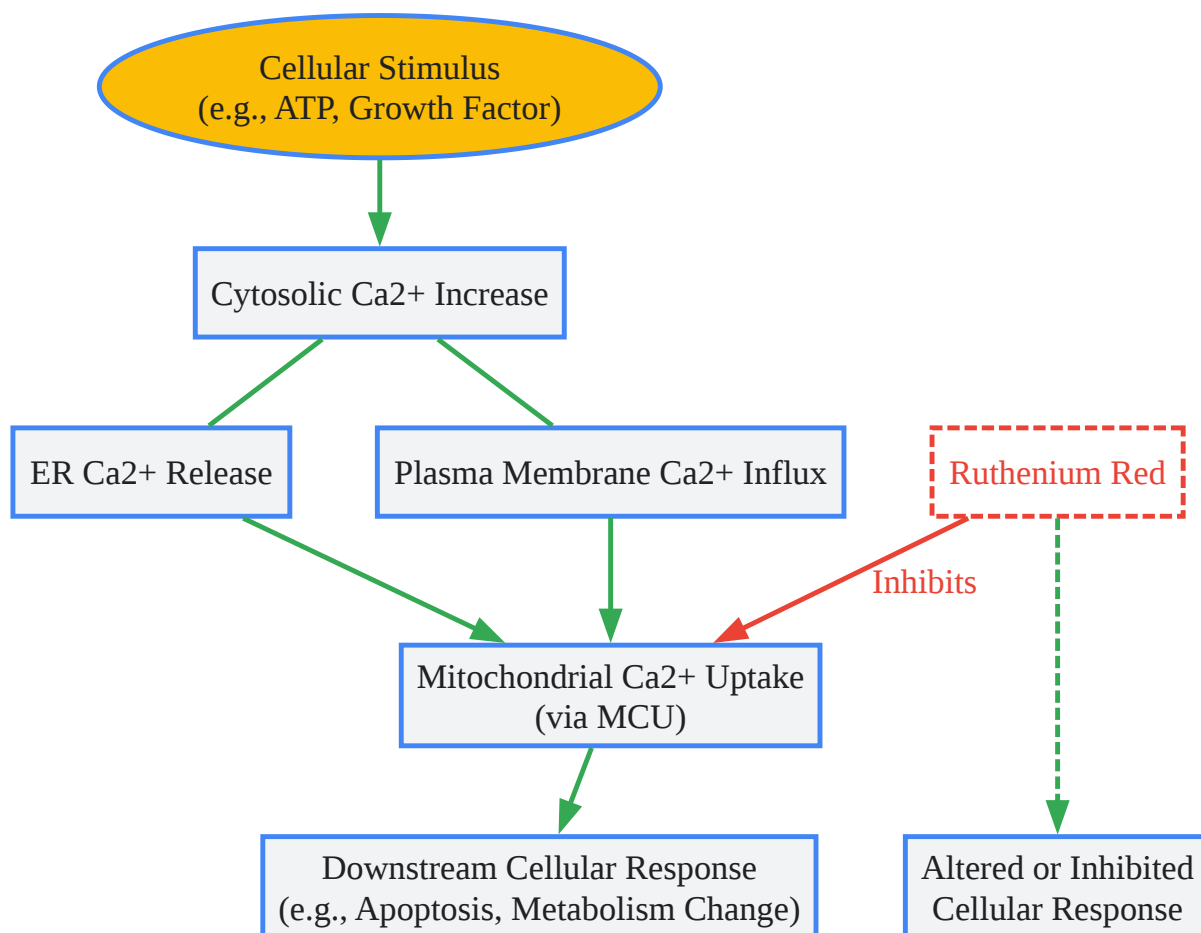 Cellular Stimulus
(e.g., ATP, Growth Factor)
Cytosolic Ca2+ Increase
ER Ca2+ Release
Plasma Membrane Ca2+ Influx
Ruthenium Red
Inhibits
Mitochondrial Ca2+ Uptake
(via MCU)
Downstream Cellular Response
(e.g., Apoptosis, Metabolism Change)
Altered or Inhibited
Cellular Response